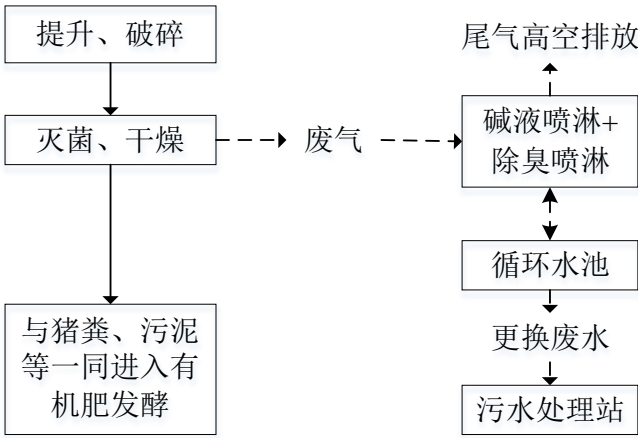 提升、破碎
灭菌、干燥
与猪粪、污泥
等一同进入有
机肥发酵
废气
尾气高空排放
碱液喷淋+
除臭喷淋
循环水池
更换废水
污水处理站